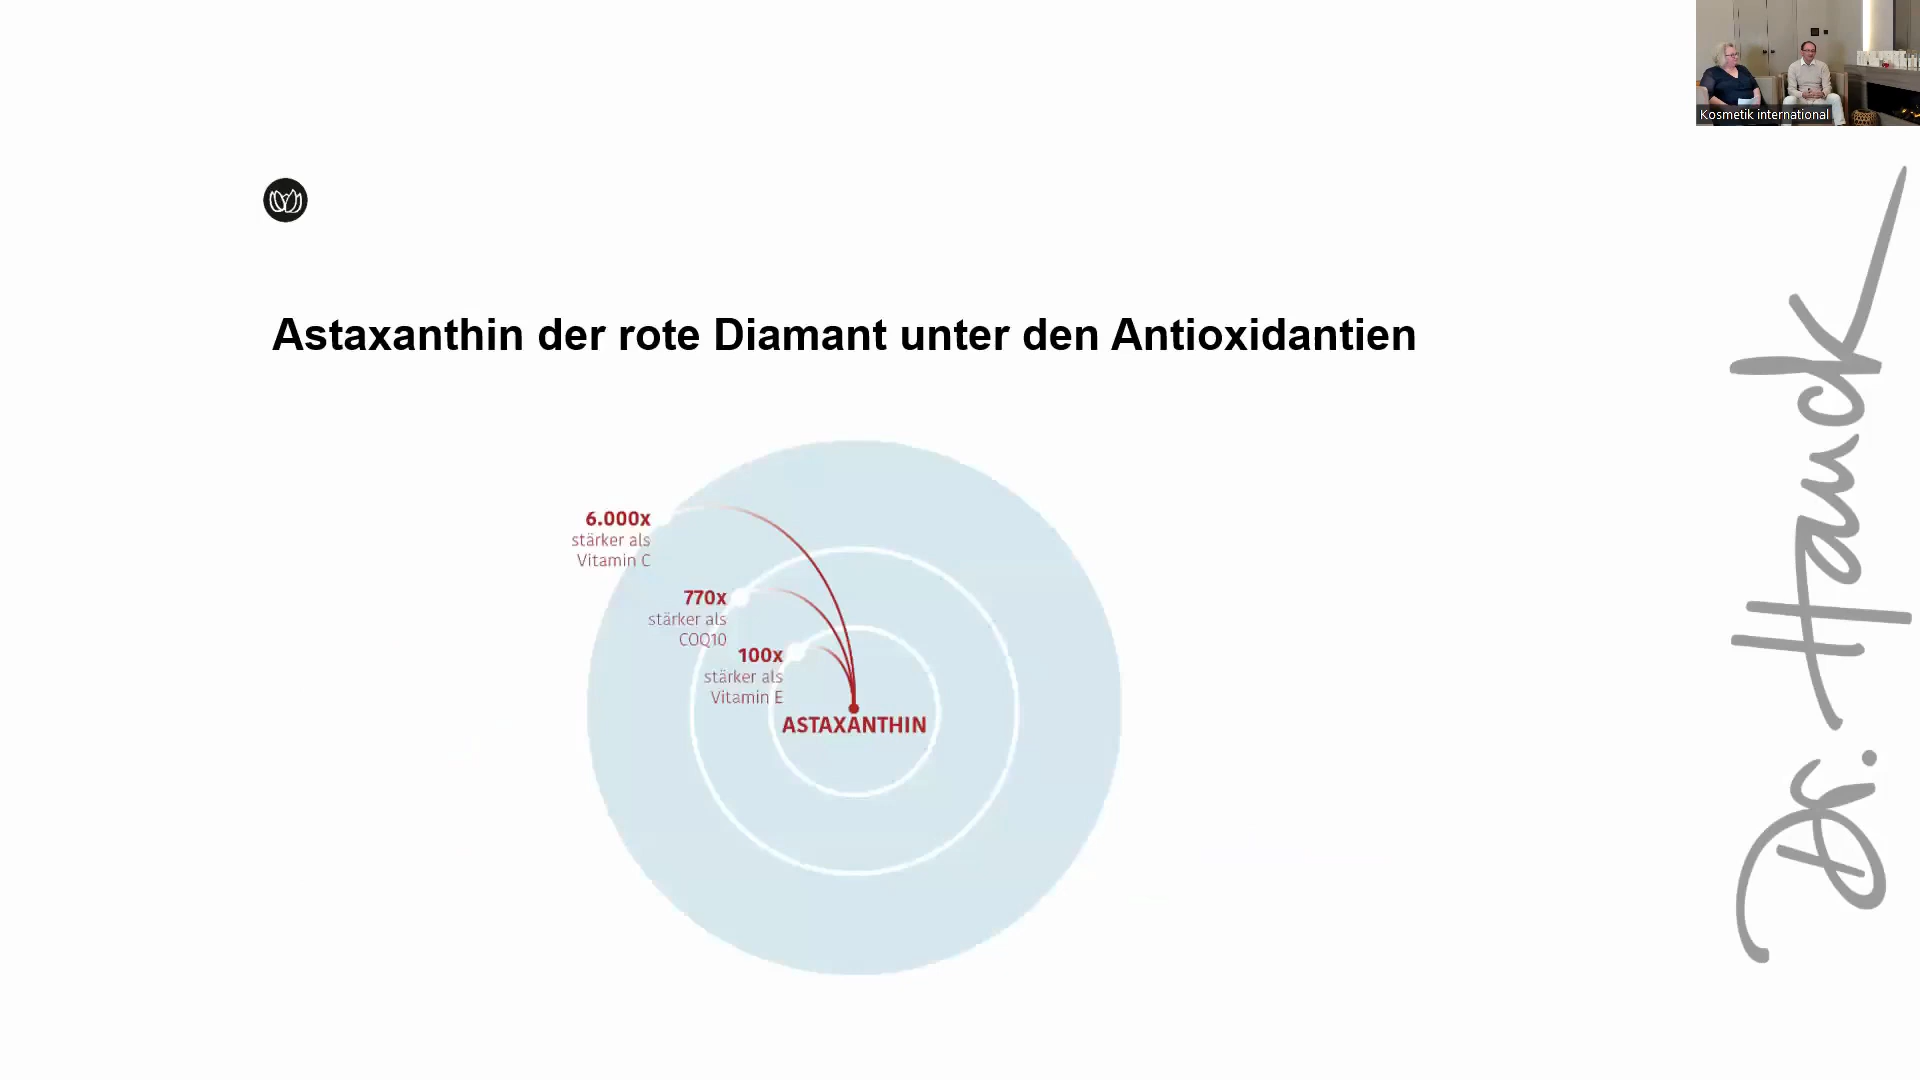 Kosmetik international
Astaxanthin der rote Diamant unter den Antioxidantien
6.000x
stärker als
Vitamin C
770x
stärker als
COQ10
100x
stärker als
Vitamin E
ASTAXANTHIN
Dr. Hauck